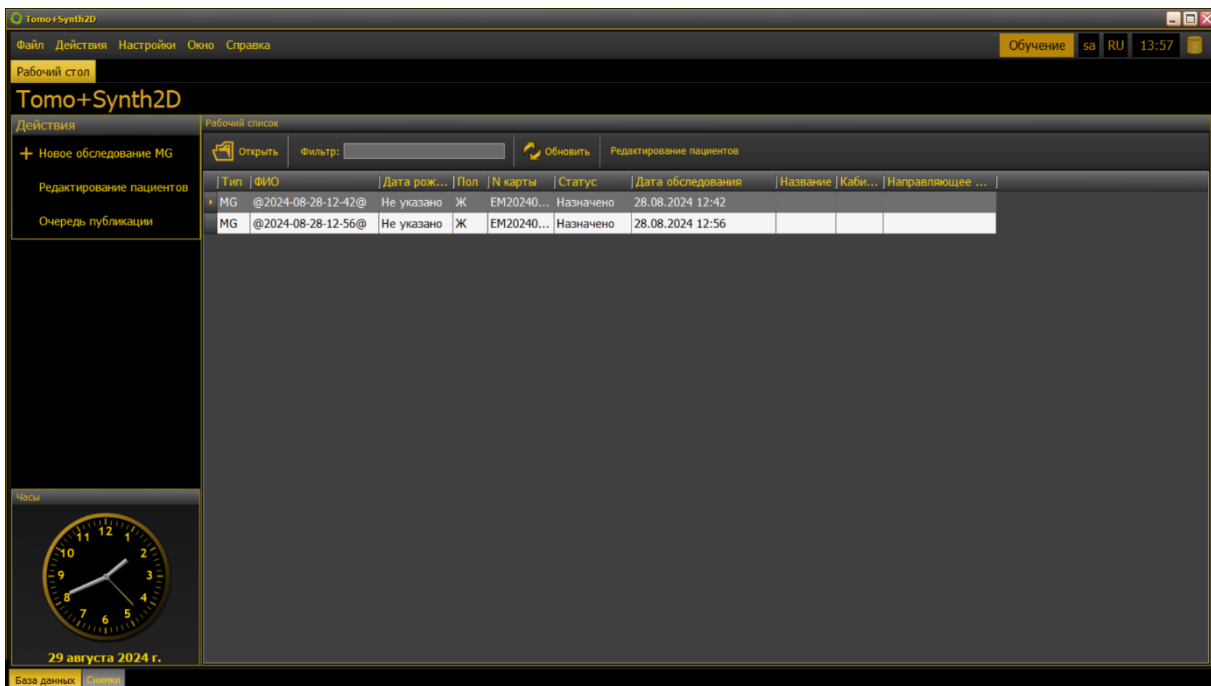 Tomo+Synth2D
Файл Действия Настройки Окно Справка Обучение sa RU 13:57
Рабочий стол
Tomo+Synth2D
Действия
Новое обследование MG
Редактирование пациентов
Очередь публикации
Рабочий список
Открыть Фильтр: Обновить Редактирование пациентов
Тип ФИО Дата рож... Пол N карты Статус Дата обследования Название Каби... Направляющее ...
MG @2024-08-28-12-42@ Не указано Ж EM20240... Назначено 28.08.2024 12:42
MG @2024-08-28-12-56@ Не указано Ж EM20240... Назначено 28.08.2024 12:56
Часы
12
11 1
10 2
9 3
8 4
7 5
6
29 августа 2024 г.
База данных Снимки